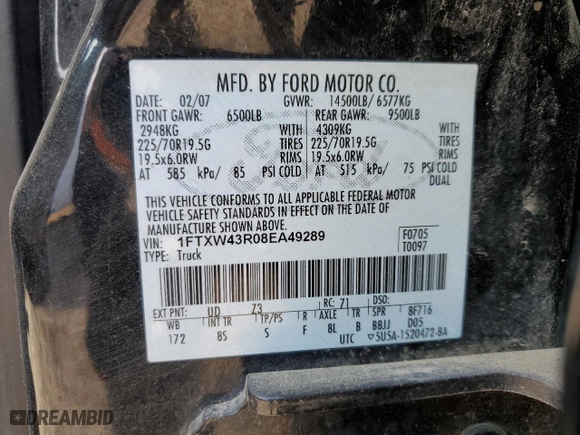 MFD. BY FORD MOTOR CO.
DATE: 02/07 GVWR: 14500LB/ 6577KG
FRONT GAWR: 6500LB REAR GAWR: 9500LB
2948KG WITH 4309KG WITH
225/70R19.5G TIRES 225/70R19.5G TIRES
19.5x6.0RW RIMS 19.5x6.0RW RIMS
AT 585 kPa/ 85 PSI COLD AT 515 kPa/ 75 PSI COLD
DUAL
Ford
THIS VEHICLE CONFORMS TO ALL APPLICABLE FEDERAL MOTOR
VEHICLE SAFETY STANDARDS IN EFFECT ON THE DATE OF
MANUFACTURE SHOWN ABOVE.
VIN: 1FTXW43R08EA49289 F0705
TYPE: Truck T0097
EXT PNT: UD Z3 RC: 71 DSO:
WB INT TR TP/PS R AXLE TR SPR BF716
172 8S S F BL B BBJJ D05
UTC ▽5U5A-1520472-BA
DREAMBID